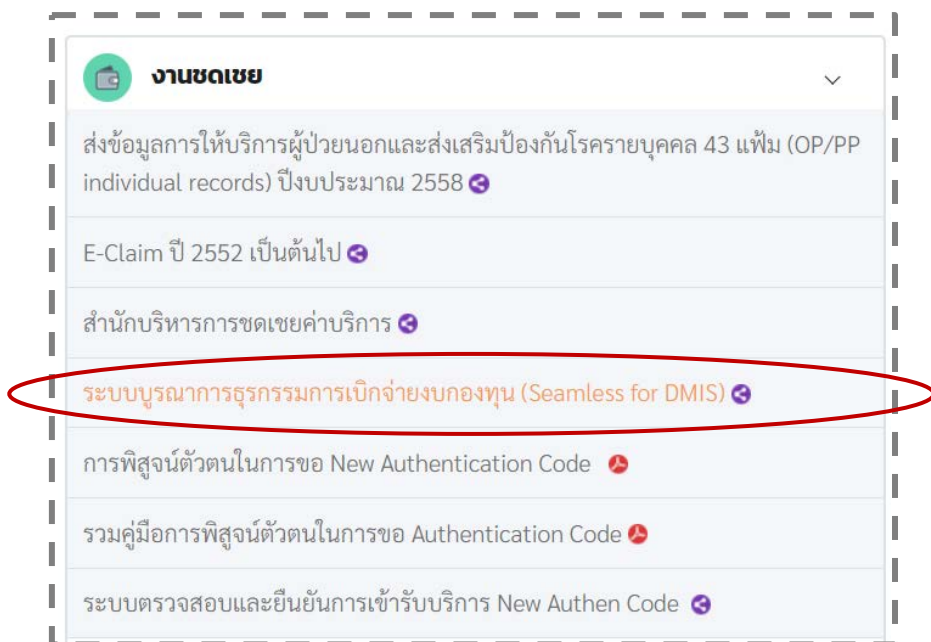 งานชดเชย
ส่งข้อมูลการให้บริการผู้ป่วยนอกและส่งเสริมป้องกันโรครายบุคคล 43 แฟ้ม (OP/PP
individual records) ปีงบประมาณ 2558
E-Claim ปี 2552 เป็นต้นไป
สำนักบริหารการชดเชยค่าบริการ
ระบบบูรณาการธุรกรรมการเบิกจ่ายงบกองทุน (Seamless for DMIS)
การพิสูจน์ตัวตนในการขอ New Authentication Code
รวมคู่มือการพิสูจน์ตัวตนในการขอ Authentication Code
ระบบตรวจสอบและยืนยันการเข้ารับบริการ New Authen Code